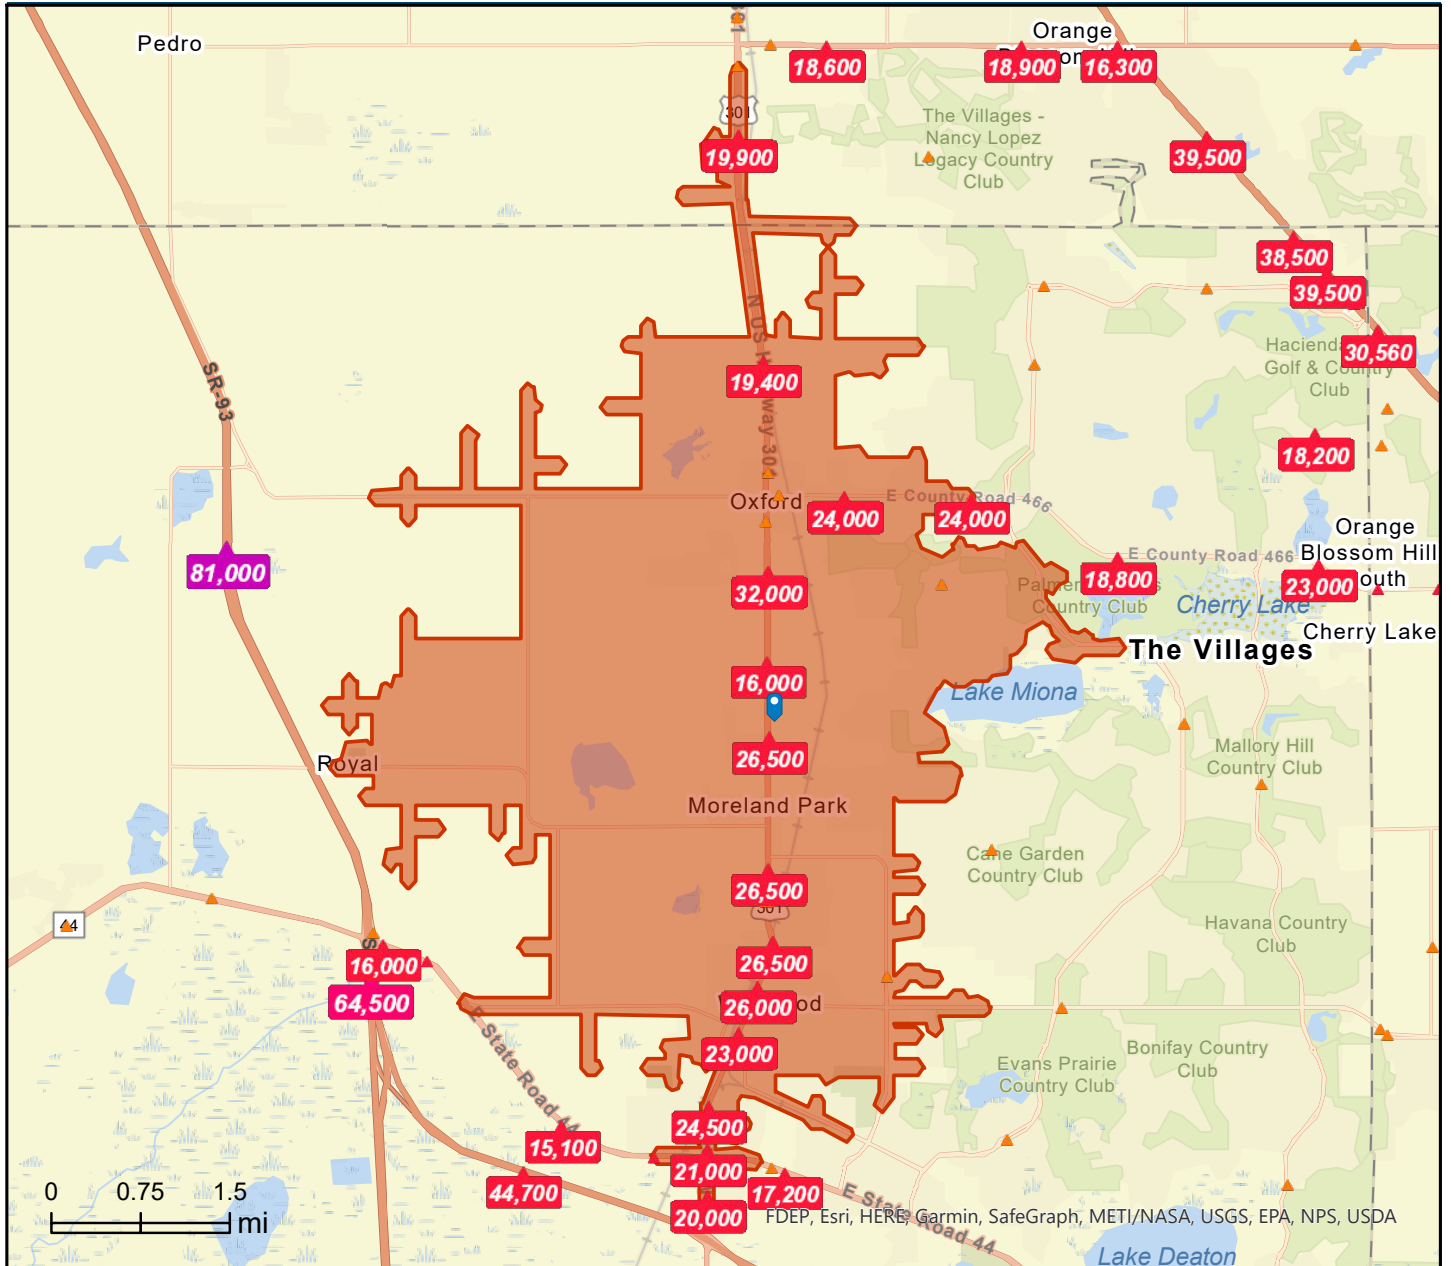 Pedro
Orange
18,600
18,900
16,300
301
The Villages -
Nancy Lopez
Legacy Country
Club
19,900
39,500
38,500
39,500
30,560
Hacienda
Golf & Country
Club
SR-93
19,400
18,200
Oxford
E County Road 466
24,000
24,000
Orange
Blossom Hill
E County Road 466
81,000
32,000
18,800
23,000
Country Club
Cherry Lake
Cherry Lake
The Villages
16,000
Lake Miona
26,500
Royal
Mallory Hill
Country Club
Moreland Park
Cane Garden
Country Club
26,500
301
Havana Country
Club
44
16,000
26,500
64,500
26,000
23,000
E State Road 44
Evans Prairie
Country Club
Bonifay Country
Club
24,500
15,100
21,000
44,700
17,200
20,000
E State Road 44
0 0.75 1.5
mi
FDEP, Esri, HERE, Garmin, SafeGraph, METI/NASA, USGS, EPA, NPS, USDA
Lake Deaton